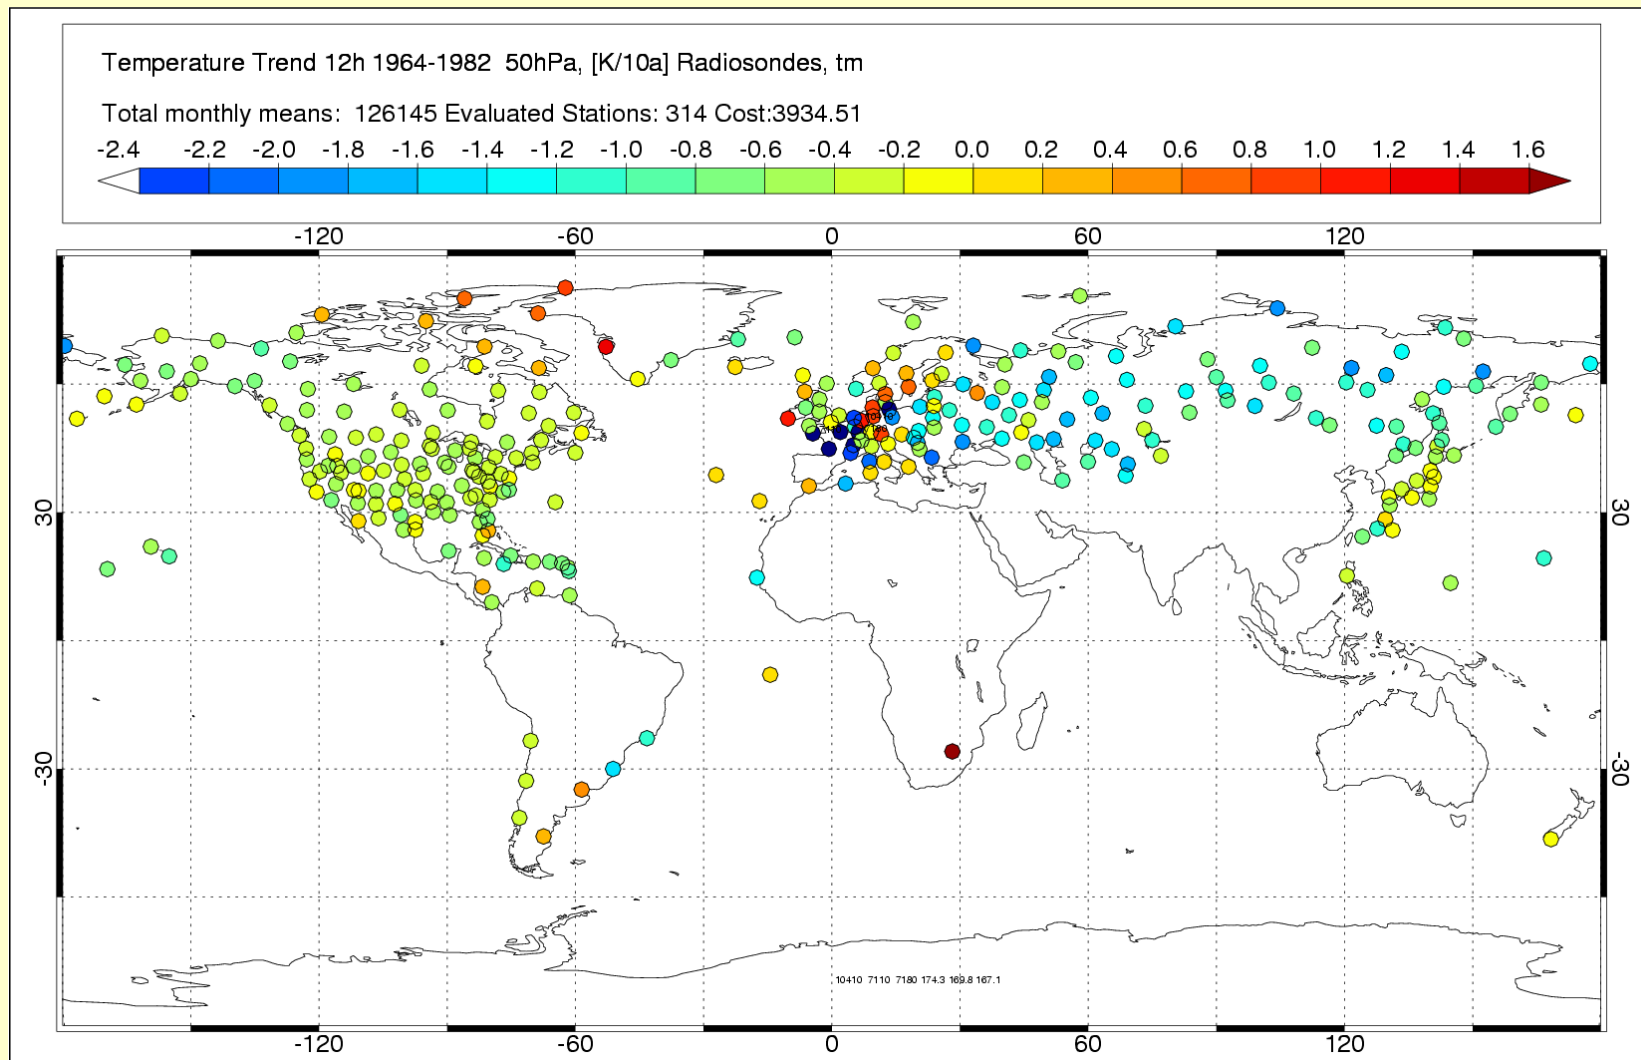 Temperature Trend 12h 1964-1982 50hPa, [K/10a] Radiosondes, tm
Total monthly means: 126145 Evaluated Stations: 314 Cost:3934.51
-2.4 -2.2 -2.0 -1.8 -1.6 -1.4 -1.2 -1.0 -0.8 -0.6 -0.4 -0.2 0.0 0.2 0.4 0.6 0.8 1.0 1.2 1.4 1.6
-120 -60 0 60 120
30 30
-30 -30
10410 7110 7180 174.3 169.8 167.1
-120 -60 0 60 120